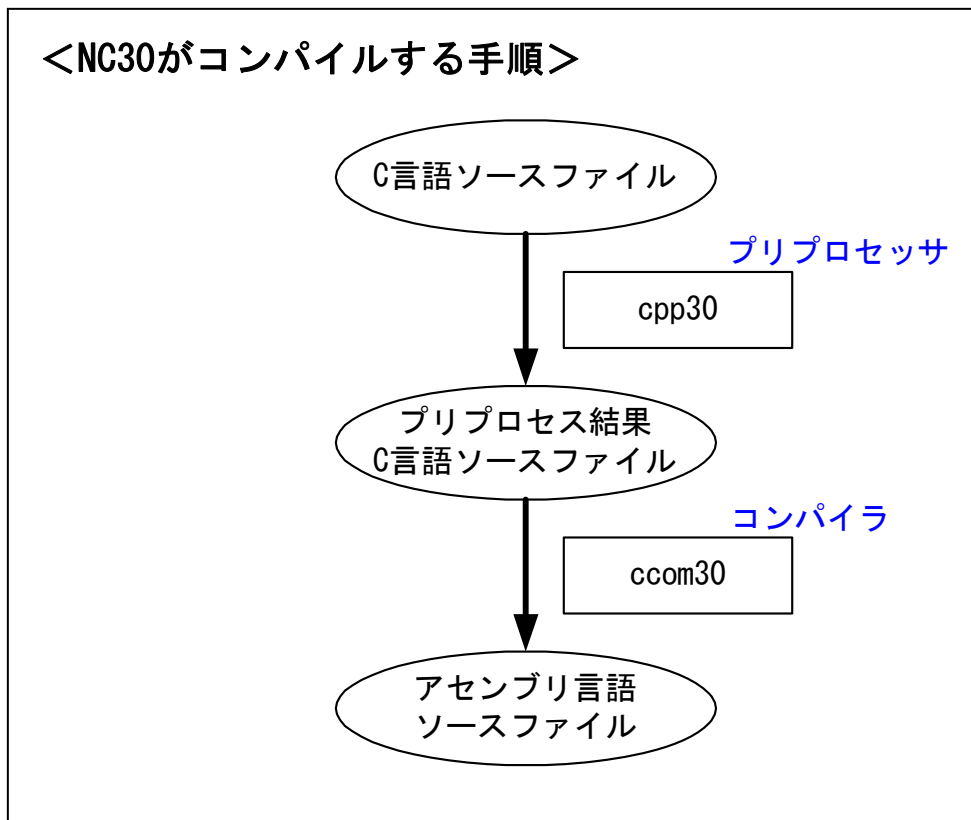 ＜NC30がコンパイルする手順＞
C言語ソースファイル
プリプロセッサ
cpp30
プリプロセス結果
C言語ソースファイル
コンパイラ
ccom30
アセンブリ言語
ソースファイル